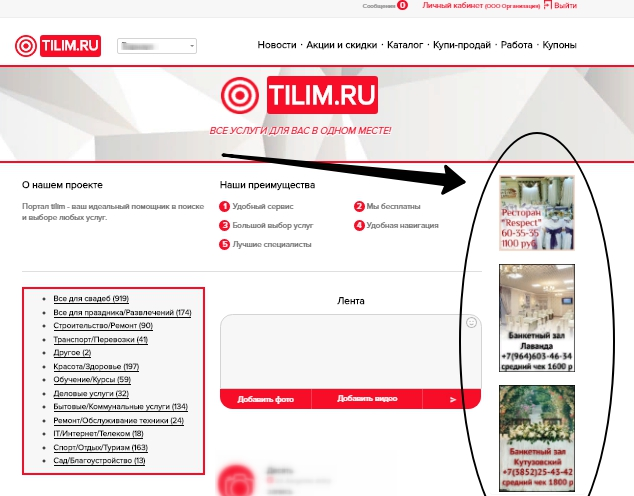 Сообщения 0 Личный кабинет (ООО Организация) Выйти
TILIM.RU
Новости · Акции и скидки · Каталог · Купи-продай · Работа · Купоны
TILIM.RU
ВСЕ УСЛУГИ ДЛЯ ВАС В ОДНОМ МЕСТЕ!
О нашем проекте
Портал tilim - ваш идеальный помощник в поиске
и выборе любых услуг.
Наши преимущества
1 Удобный сервис
2 Мы бесплатны
3 Большой выбор услуг
4 Удобная навигация
5 Лучшие специалисты
Все для свадеб (919)
Все для праздника/Развлечений (174)
Строительство/Ремонт (90)
Транспорт/Перевозки (41)
Другое (2)
Красота/Здоровье (197)
Обучение/Курсы (59)
Деловые услуги (32)
Бытовые/Коммунальные услуги (134)
Ремонт/Обслуживание техники (24)
IT/Интернет/Телеком (18)
Спорт/Отдых/Туризм (163)
Сад/Благоустройство (13)
Лента
Добавить фото Добавить видео
Ресторан
"Respect"
60-35-35
1100 руб
Банкетный зал
Лаванда
+7(964)603-46-34
средний чек 1600 р
Банкетный зал
Кутузовский
+7(3852)25-43-42
средний чек 1800 р